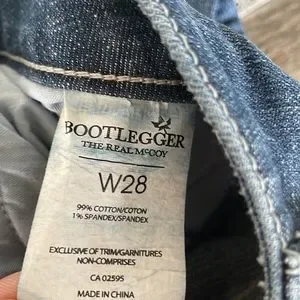 BOOTLEGGER
THE REAL McCOY
W28
99% COTTON/COTON
1% SPANDEX/SPANDEX
EXCLUSIVE OF TRIM/GARNITURES
NON-COMPRISES
CA 02595
MADE IN CHINA